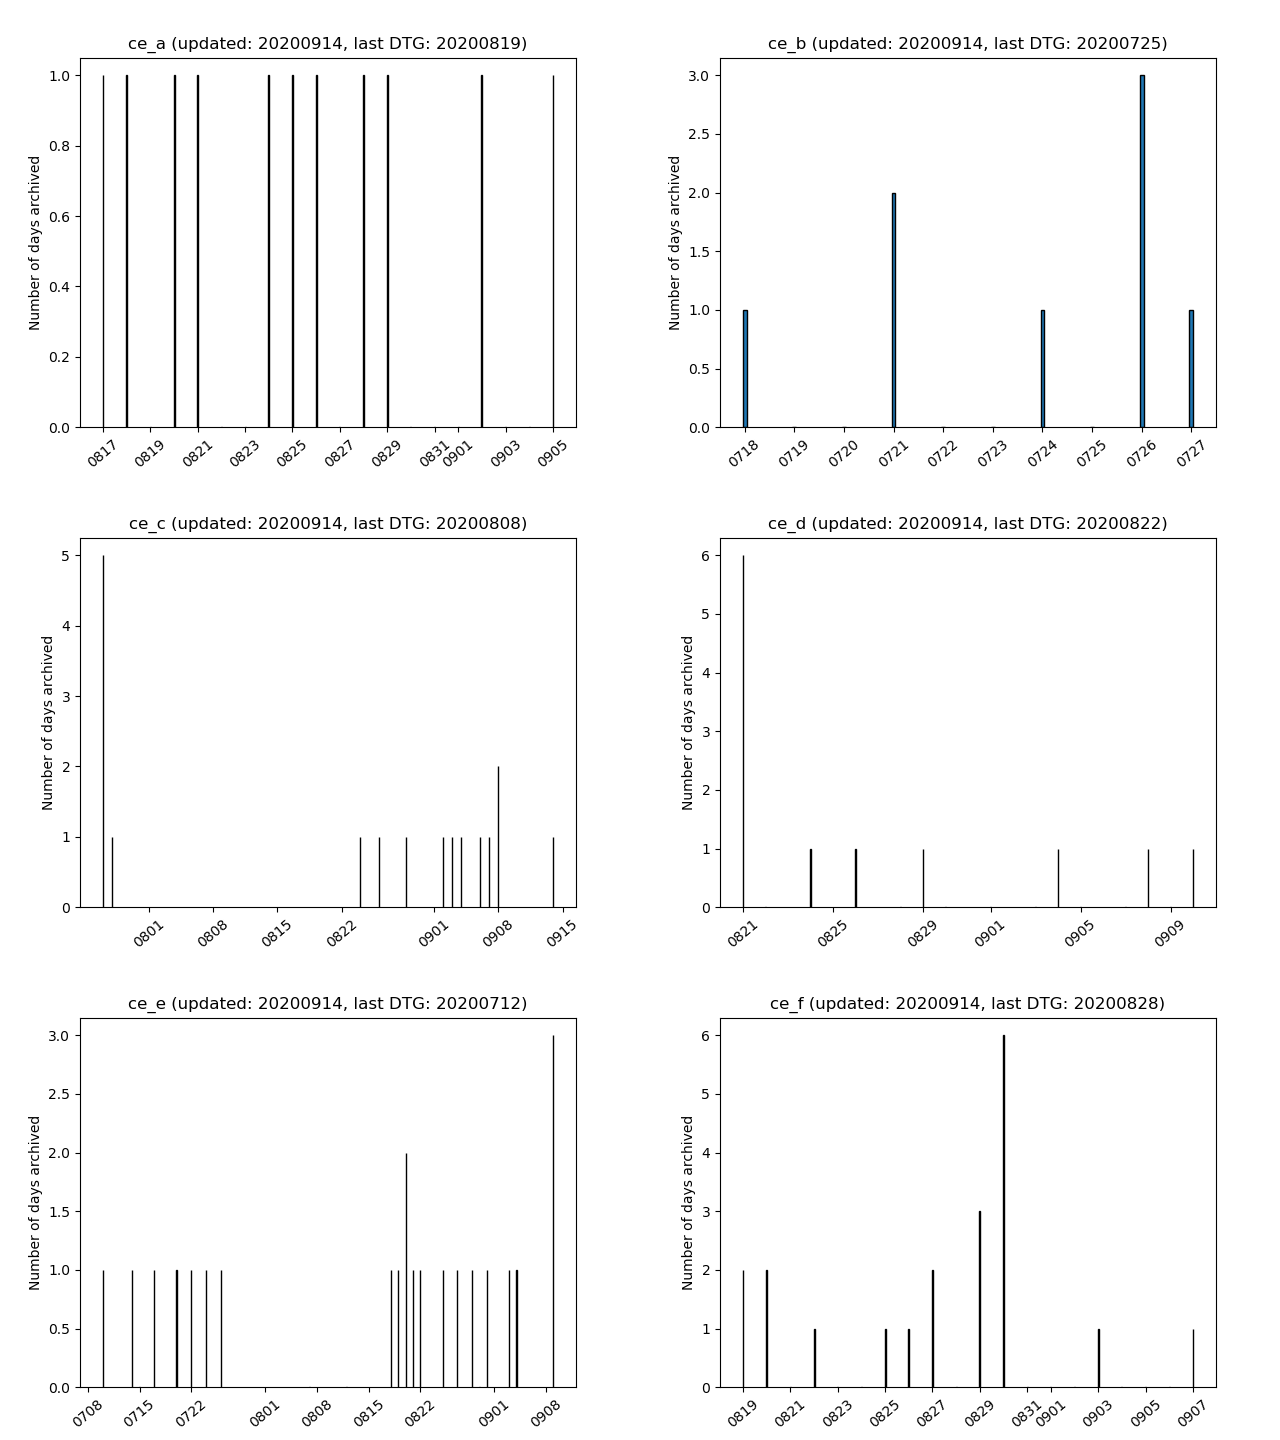 ce_a (updated: 20200914, last DTG: 20200819)
Number of days archived
1.0
0.8
0.6
0.4
0.2
0.0
0817 0819 0821 0823 0825 0827 0829 0831 0901 0903 0905
ce_b (updated: 20200914, last DTG: 20200725)
Number of days archived
3.0
2.5
2.0
1.5
1.0
0.5
0.0
0718 0719 0720 0721 0722 0723 0724 0725 0726 0727
ce_c (updated: 20200914, last DTG: 20200808)
Number of days archived
5
4
3
2
1
0
0801 0808 0815 0822 0901 0908 0915
ce_d (updated: 20200914, last DTG: 20200822)
Number of days archived
6
5
4
3
2
1
0
0821 0825 0829 0901 0905 0909
ce_e (updated: 20200914, last DTG: 20200712)
Number of days archived
3.0
2.5
2.0
1.5
1.0
0.5
0.0
0708 0715 0722 0801 0808 0815 0822 0901 0908
ce_f (updated: 20200914, last DTG: 20200828)
Number of days archived
6
5
4
3
2
1
0
0819 0821 0823 0825 0827 0829 0831 0901 0903 0905 0907